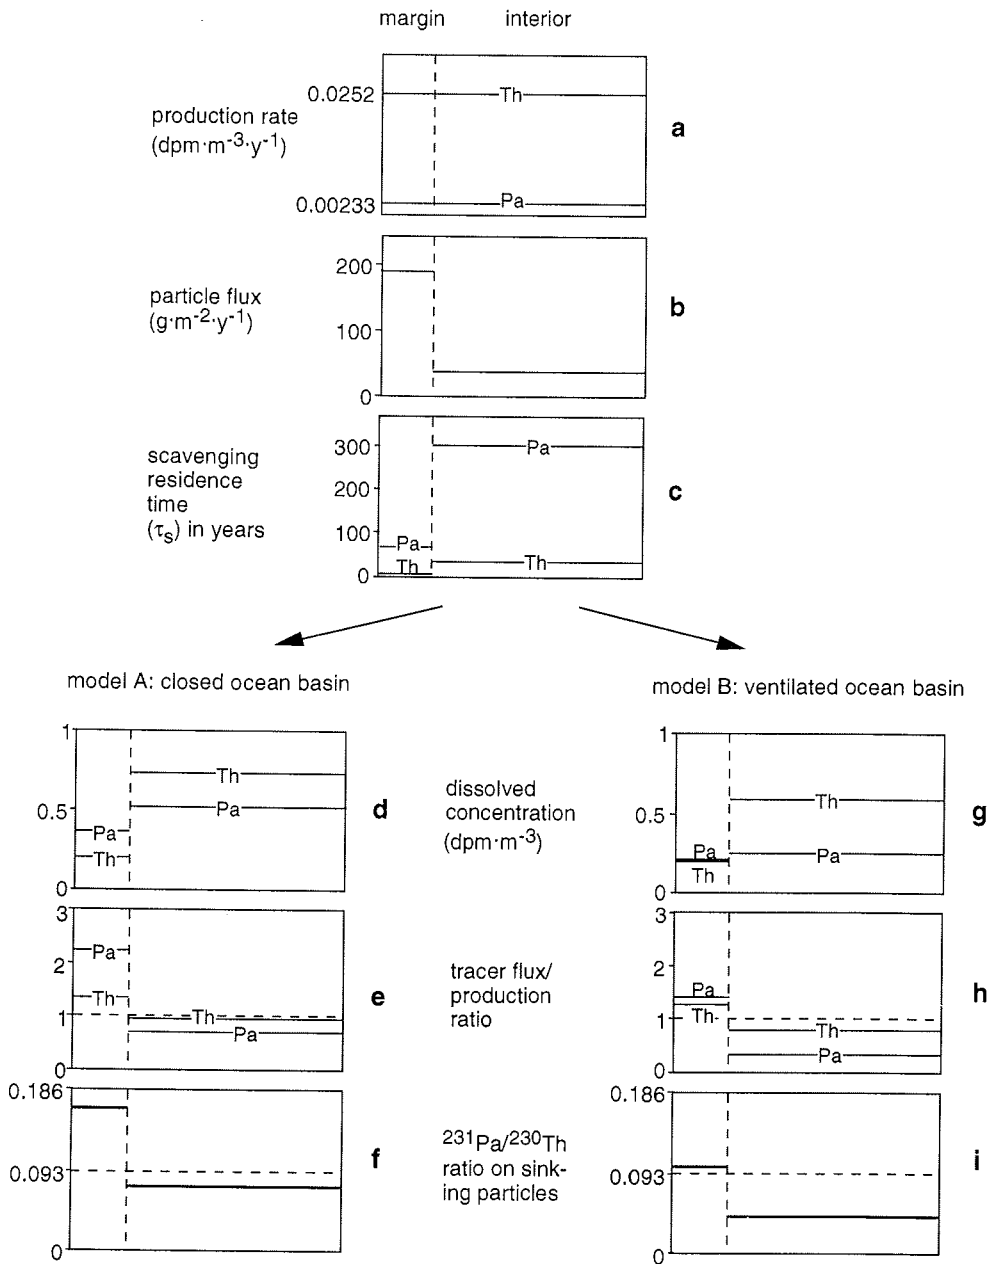 margin interior
production rate
(dpm·m⁻³·y⁻¹)
0.0252
Th
0.00233
Pa
a
particle flux
(g·m⁻²·y⁻¹)
200
100
0
b
scavenging
residence
time
(τₛ) in years
300
200
100
0
Pa
Th
Pa
Th
c
model A: closed ocean basin
model B: ventilated ocean basin
1
0.5
0
Pa
Th
Th
Pa
d
dissolved
concentration
(dpm·m⁻³)
1
0.5
0
Pa
Th
Th
Pa
g
3
2
1
0
Pa
Th
Th
Pa
e
tracer flux/
production
ratio
3
2
1
0
Pa
Th
Th
Pa
h
0.186
0.093
0
f
²³¹Pa/²³⁰Th
ratio on sink-
ing particles
0.186
0.093
0
i